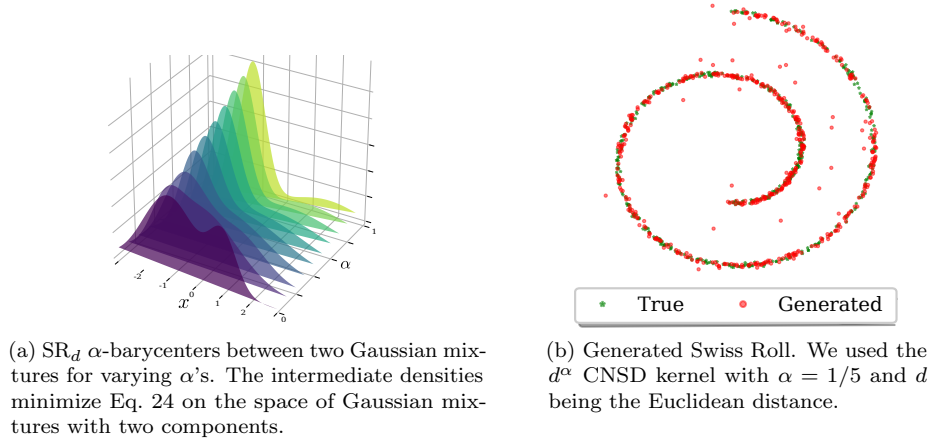 -2
-1
0
1
2
x
0
α
1
True
Generated
(a) SR_d α-barycenters between two Gaussian mix-
tures for varying α's. The intermediate densities
minimize Eq. 24 on the space of Gaussian mix-
tures with two components.
(b) Generated Swiss Roll. We used the
d^α CNSD kernel with α = 1/5 and d
being the Euclidean distance.